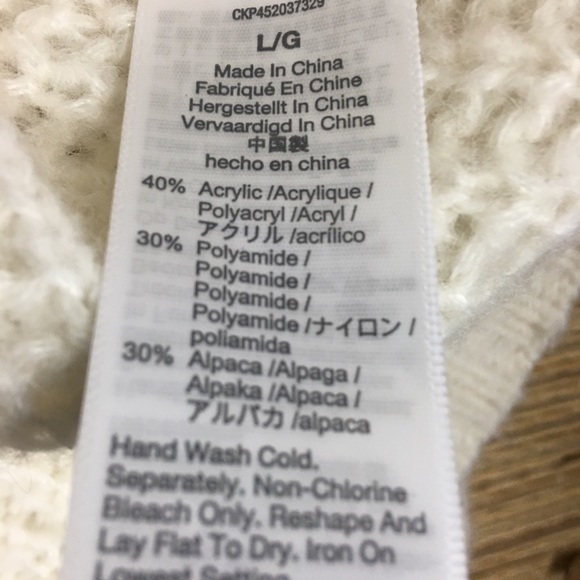 CKP452037329
L/G
Made In China
Fabriqué En Chine
Hergestellt In China
Vervaardigd In China
中国製
hecho en china
40% Acrylic /Acrylique /
Polyacryl /Acryl /
アクリル /acrílico
30% Polyamide /
Polyamide /
Polyamide /
Polyamide /ナイロン /
poliamida
30% Alpaca /Alpaga /
Alpaka /Alpaca /
アルパカ /alpaca
Hand Wash Cold.
Separately. Non-Chlorine
Bleach Only. Reshape And
Lay Flat To Dry. Iron On
Lowest Setting